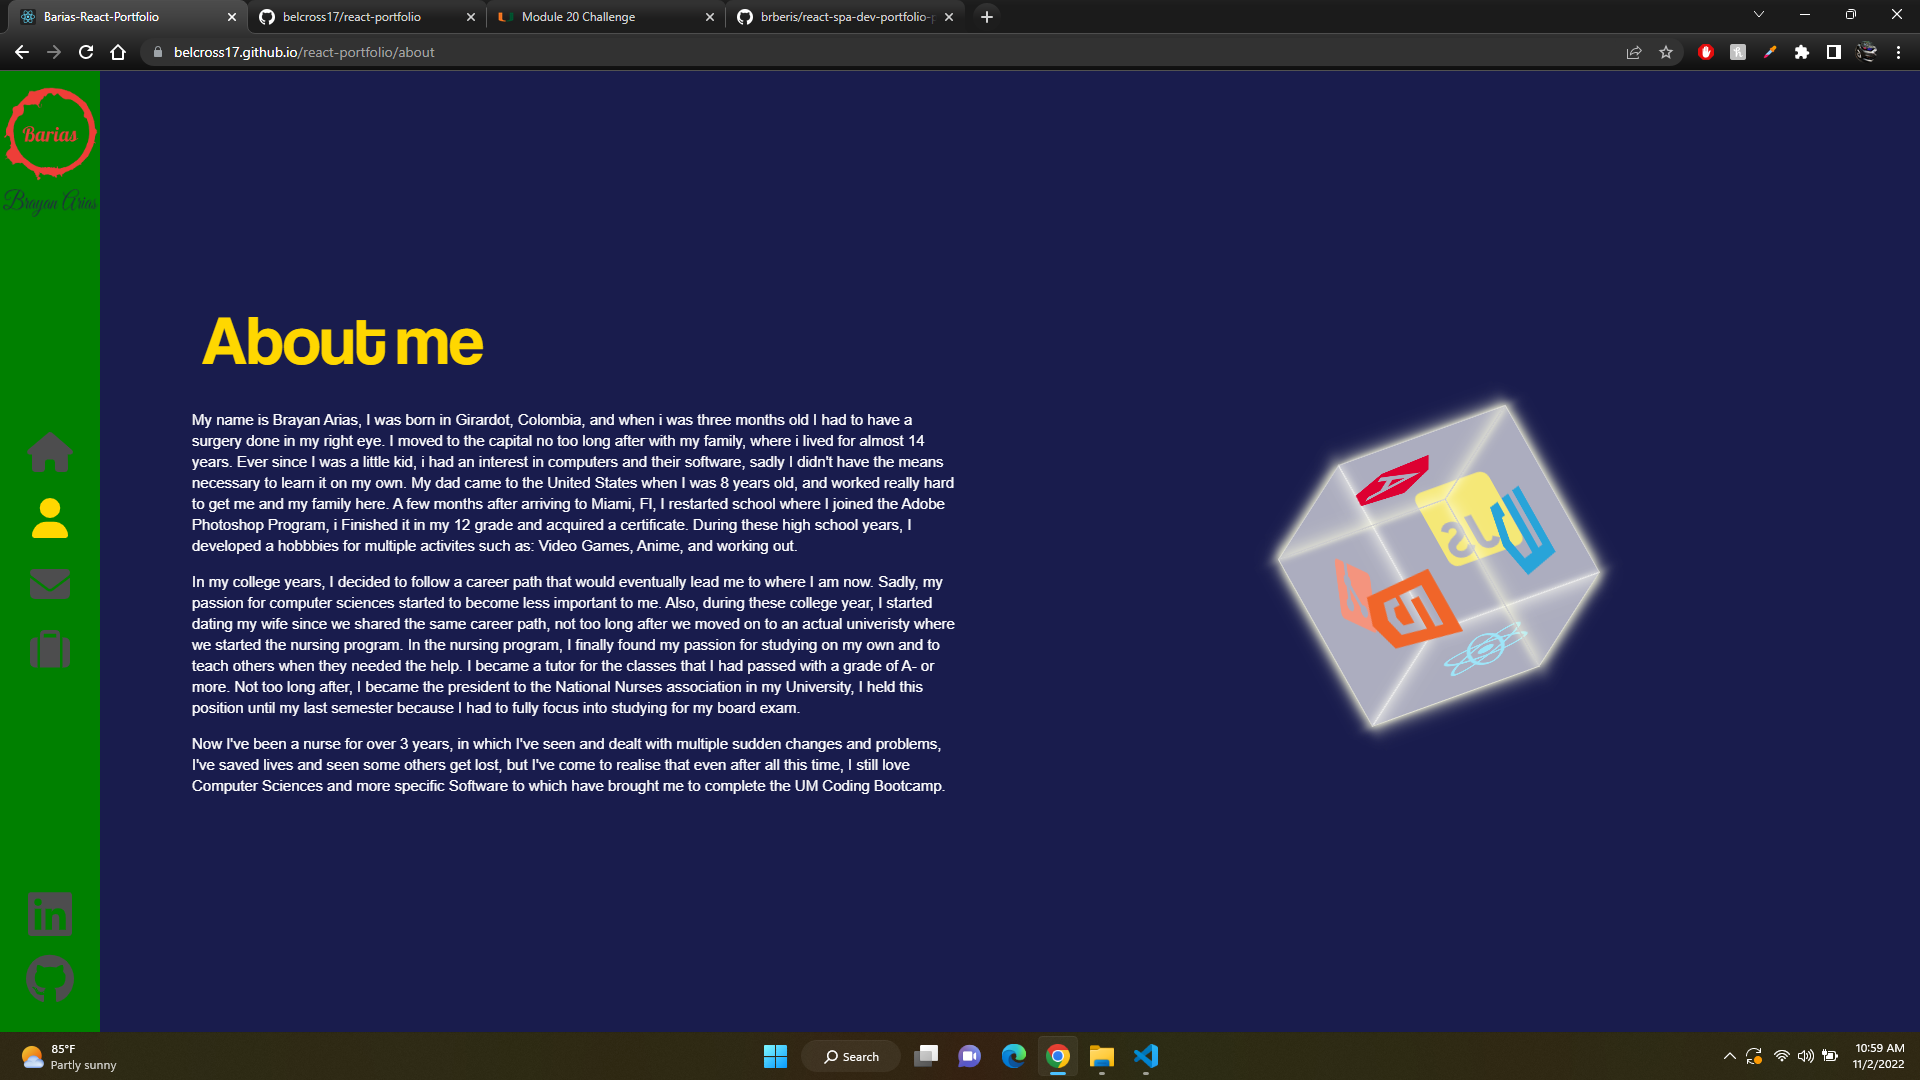 Barias-React-Portfolio
belcross17/react-portfolio
Module 20 Challenge
brberis/react-spa-dev-portfolio-p
belcross17.github.io/react-portfolio/about
Barias
Brayan Arias
About me
My name is Brayan Arias, I was born in Girardot, Colombia, and when i was three months old I had to have a
surgery done in my right eye. I moved to the capital no too long after with my family, where i lived for almost 14
years. Ever since I was a little kid, i had an interest in computers and their software, sadly I didn't have the means
necessary to learn it on my own. My dad came to the United States when I was 8 years old, and worked really hard
to get me and my family here. A few months after arriving to Miami, Fl, I restarted school where I joined the Adobe
Photoshop Program, i Finished it in my 12 grade and acquired a certificate. During these high school years, I
developed a hobbbies for multiple activites such as: Video Games, Anime, and working out.
In my college years, I decided to follow a career path that would eventually lead me to where I am now. Sadly, my
passion for computer sciences started to become less important to me. Also, during these college year, I started
dating my wife since we shared the same career path, not too long after we moved on to an actual univeristy where
we started the nursing program. In the nursing program, I finally found my passion for studying on my own and to
teach others when they needed the help. I became a tutor for the classes that I had passed with a grade of A- or
more. Not too long after, I became the president to the National Nurses association in my University, I held this
position until my last semester because I had to fully focus into studying for my board exam.
Now I've been a nurse for over 3 years, in which I've seen and dealt with multiple sudden changes and problems,
I've saved lives and seen some others get lost, but I've come to realise that even after all this time, I still love
Computer Sciences and more specific Software to which have brought me to complete the UM Coding Bootcamp.
JS
in
85°F
Partly sunny
Search
10:59 AM
11/2/2022